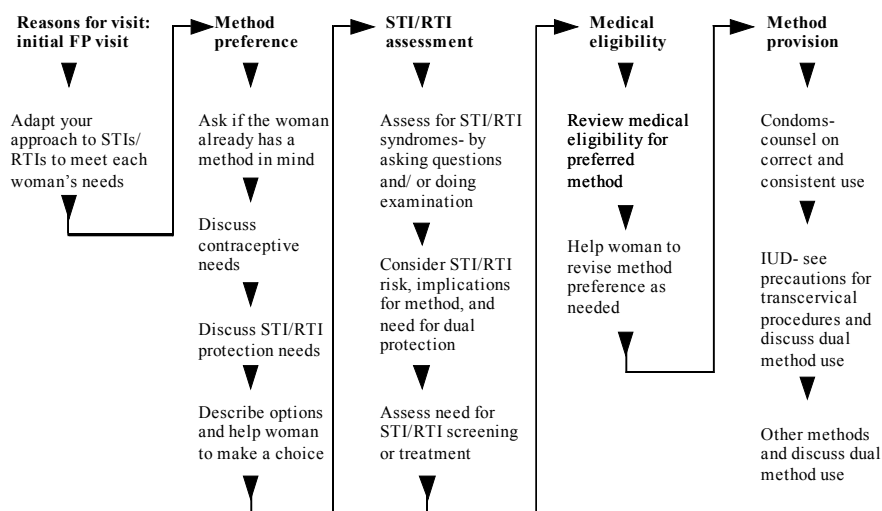 Reasons for visit:
initial FP visit
Adapt your
approach to STIs/
RTIs to meet each
woman's needs
Method
preference
Ask if the woman
already has a
method in mind
Discuss
contraceptive
needs
Discuss STI/RTI
protection needs
Describe options
and help woman
to make a choice
STI/RTI
assessment
Assess for STI/RTI
syndromes- by
asking questions
and/ or doing
examination
Consider STI/RTI
risk, implications
for method, and
need for dual
protection
Assess need for
STI/RTI screening
or treatment
Medical
eligibility
Review medical
eligibility for
preferred
method
Help woman to
revise method
preference as
needed
Method
provision
Condoms-
counsel on
correct and
consistent use
IUD- see
precautions for
transcervical
procedures and
discuss dual
method use
Other methods
and discuss dual
method use